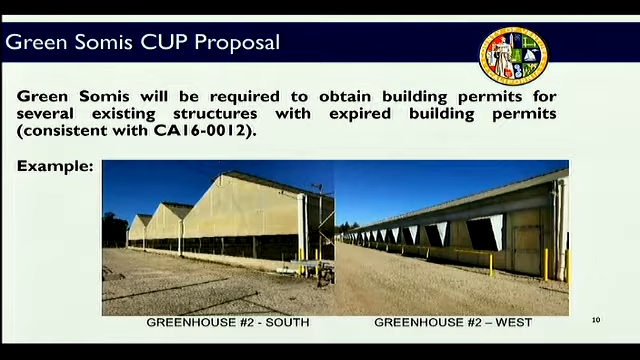 Green Somis CUP Proposal
Green Somis will be required to obtain building permits for
several existing structures with expired building permits
(consistent with CA16-0012).
Example:
GREENHOUSE #2 - SOUTH
GREENHOUSE #2 – WEST
10